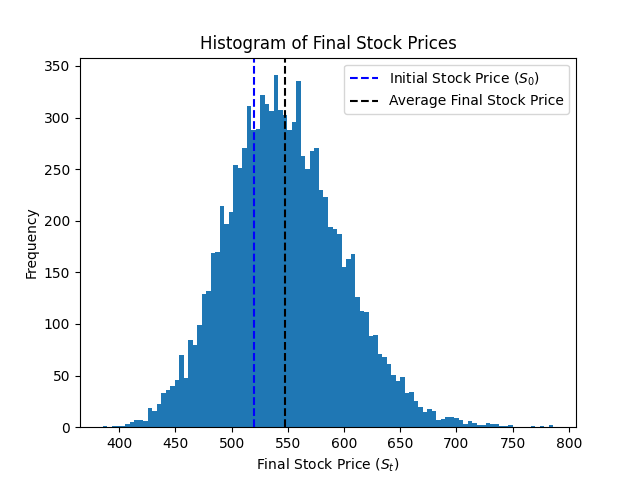 Histogram of Final Stock Prices
Initial Stock Price (S₀)
Average Final Stock Price
350
300
250
200
150
100
50
0
Frequency
400 450 500 550 600 650 700 750 800
Final Stock Price (Sₜ)